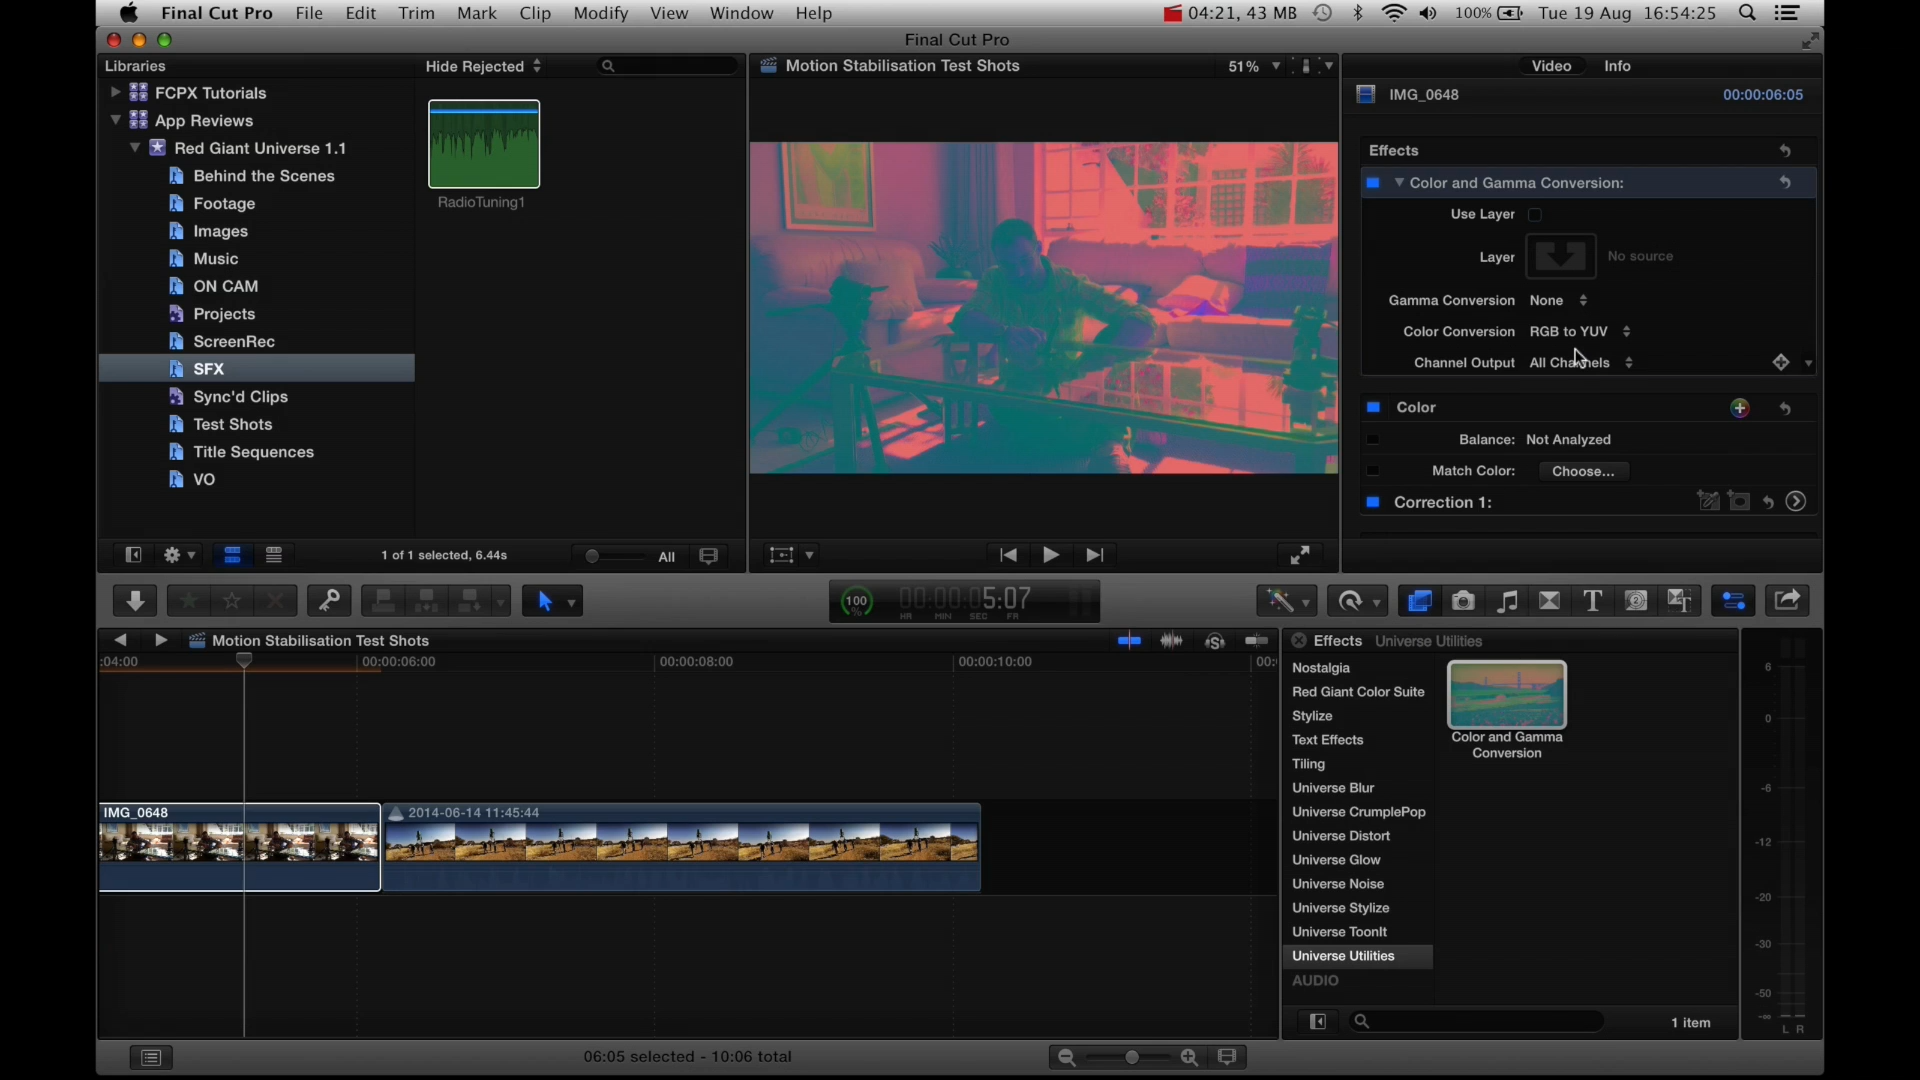 Final Cut Pro File Edit Trim Mark Clip Modify View Window Help 04:21, 43 MB 100% Tue 19 Aug 16:54:25
Final Cut Pro
Libraries
Hide Rejected
FCPX Tutorials
App Reviews
Red Giant Universe 1.1
Behind the Scenes
Footage
Images
Music
ON CAM
Projects
ScreenRec
SFX
Sync'd Clips
Test Shots
Title Sequences
VO
RadioTuning1
1 of 1 selected, 6.44s
All
Motion Stabilisation Test Shots
51%
Video Info
IMG_0648 00:00:06:05
Effects
Color and Gamma Conversion:
Use Layer
Layer No source
Gamma Conversion None
Color Conversion RGB to YUV
Channel Output All Channels
Color
Balance: Not Analyzed
Match Color: Choose...
Correction 1:
100 00:00:05:07
% HR MIN SEC FR
Motion Stabilisation Test Shots
:04:00 00:00:06:00 00:00:08:00 00:00:10:00 00:
IMG_0648
2014-06-14 11:45:44
Effects Universe Utilities
Nostalgia
Red Giant Color Suite
Stylize
Text Effects
Tiling
Universe Blur
Universe CrumplePop
Universe Distort
Universe Glow
Universe Noise
Universe Stylize
Universe ToonIt
Universe Utilities
AUDIO
Color and Gamma
Conversion
1 item
6
0
-6
-12
-20
-30
-50
-∞
L R
06:05 selected - 10:06 total